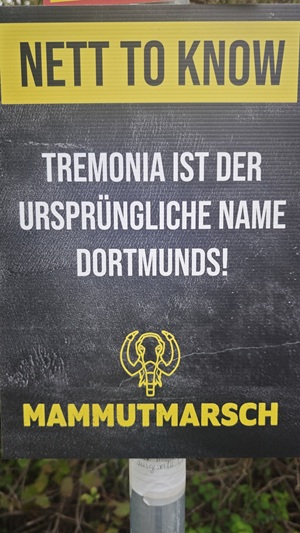 NETT TO KNOW
TREMONIA IST DER
URSPRÜNGLICHE NAME
DORTMUNDS!
MAMMUTMARSCH